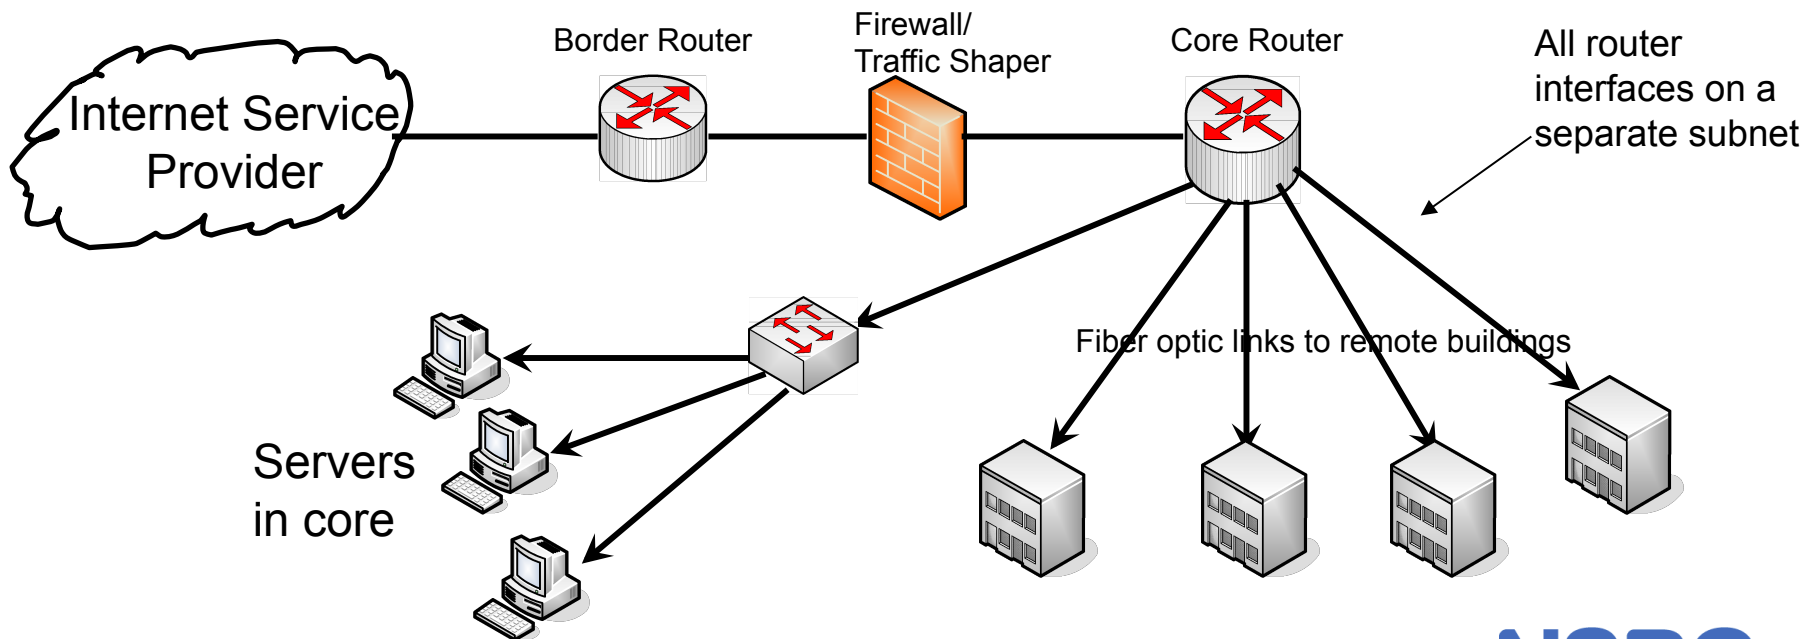 Internet Service
Provider
Border Router
Firewall/
Traffic Shaper
Core Router
All router
interfaces on a
separate subnet
Fiber optic links to remote buildings
Servers
in core